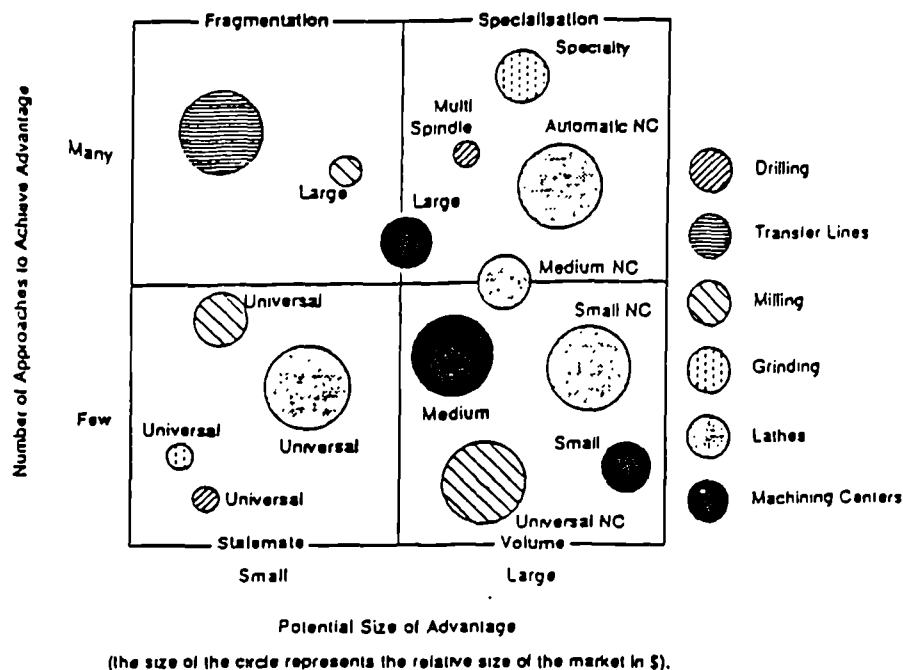 Fragmentation
Specialisation
Specialty
Multi
Spindle
Automatic NC
Large
Large
Medium NC
Universal
Small NC
Medium
Universal
Universal
Small
Universal
Universal NC
Stalemate
Volume
Number of Approaches to Achieve Advantage
Many
Few
Small
Large
Drilling
Transfer Lines
Milling
Grinding
Lathes
Machining Centers
Potential Size of Advantage
(the size of the circle represents the relative size of the market in $).